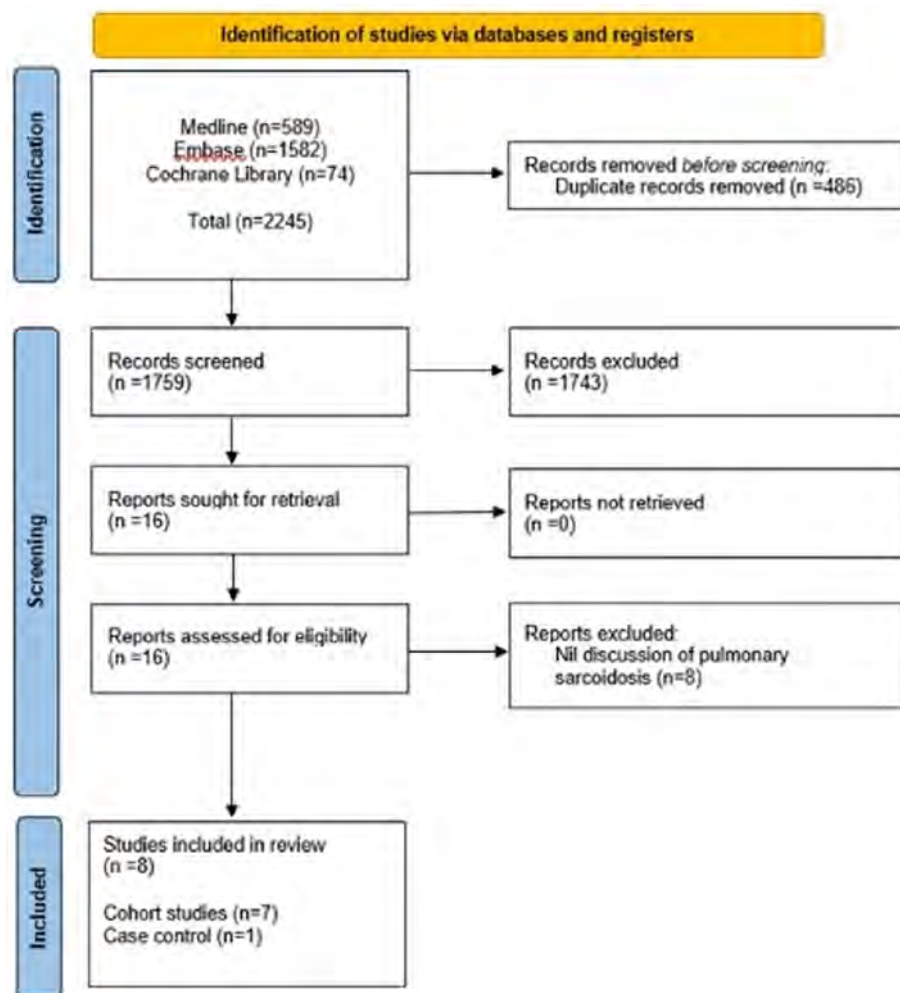 Identification of studies via databases and registers
Identification
Medline (n=589)
Embase (n=1582)
Cochrane Library (n=74)
Total (n=2245)
Records removed before screening:
Duplicate records removed (n =486)
Screening
Records screened
(n =1759)
Records excluded
(n =1743)
Reports sought for retrieval
(n =16)
Reports not retrieved
(n =0)
Reports assessed for eligibility
(n =16)
Reports excluded:
Nil discussion of pulmonary
sarcoidosis (n=8)
Included
Studies included in review
(n =8)
Cohort studies (n=7)
Case control (n=1)